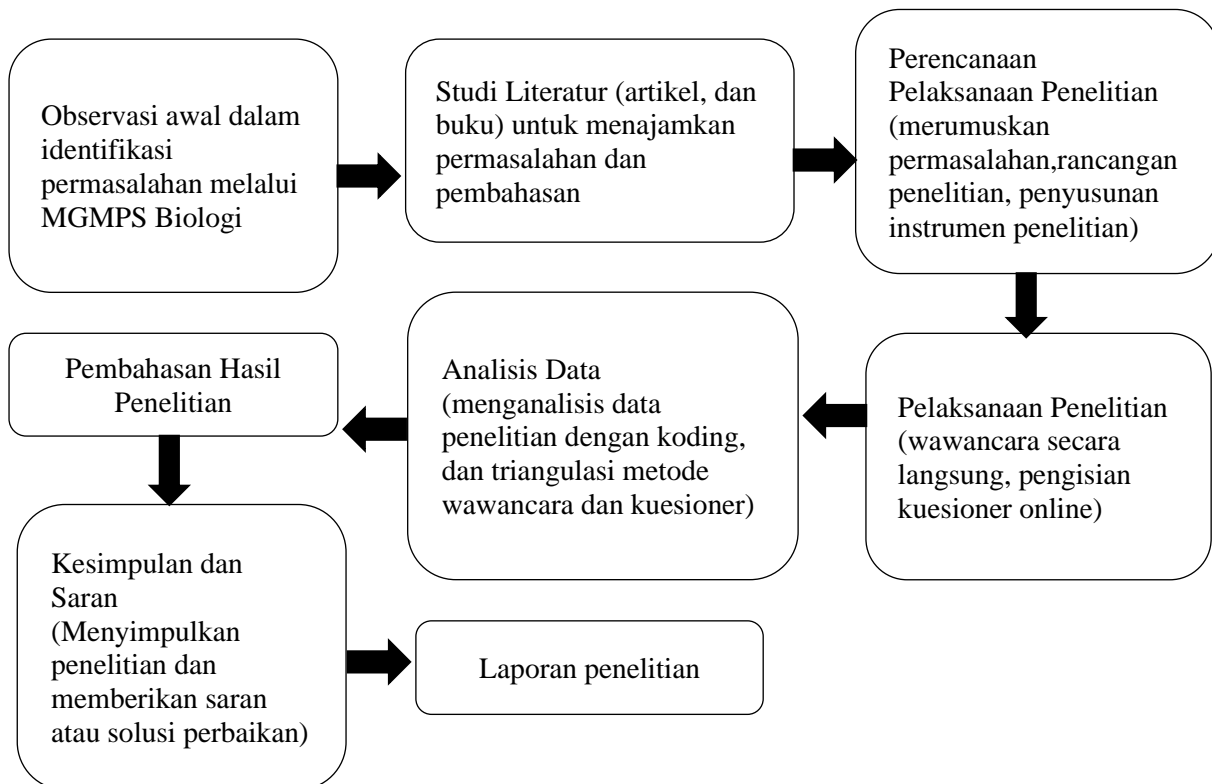 Observasi awal dalam
identifikasi
permasalahan melalui
MGMPS Biologi
Studi Literatur (artikel, dan
buku) untuk menajamkan
permasalahan dan
pembahasan
Perencanaan
Pelaksanaan Penelitian
(merumuskan
permasalahan,rancangan
penelitian, penyusunan
instrumen penelitian)
Pelaksanaan Penelitian
(wawancara secara
langsung, pengisian
kuesioner online)
Analisis Data
(menganalisis data
penelitian dengan koding,
dan triangulasi metode
wawancara dan kuesioner)
Pembahasan Hasil
Penelitian
Kesimpulan dan
Saran
(Menyimpulkan
penelitian dan
memberikan saran
atau solusi perbaikan)
Laporan penelitian